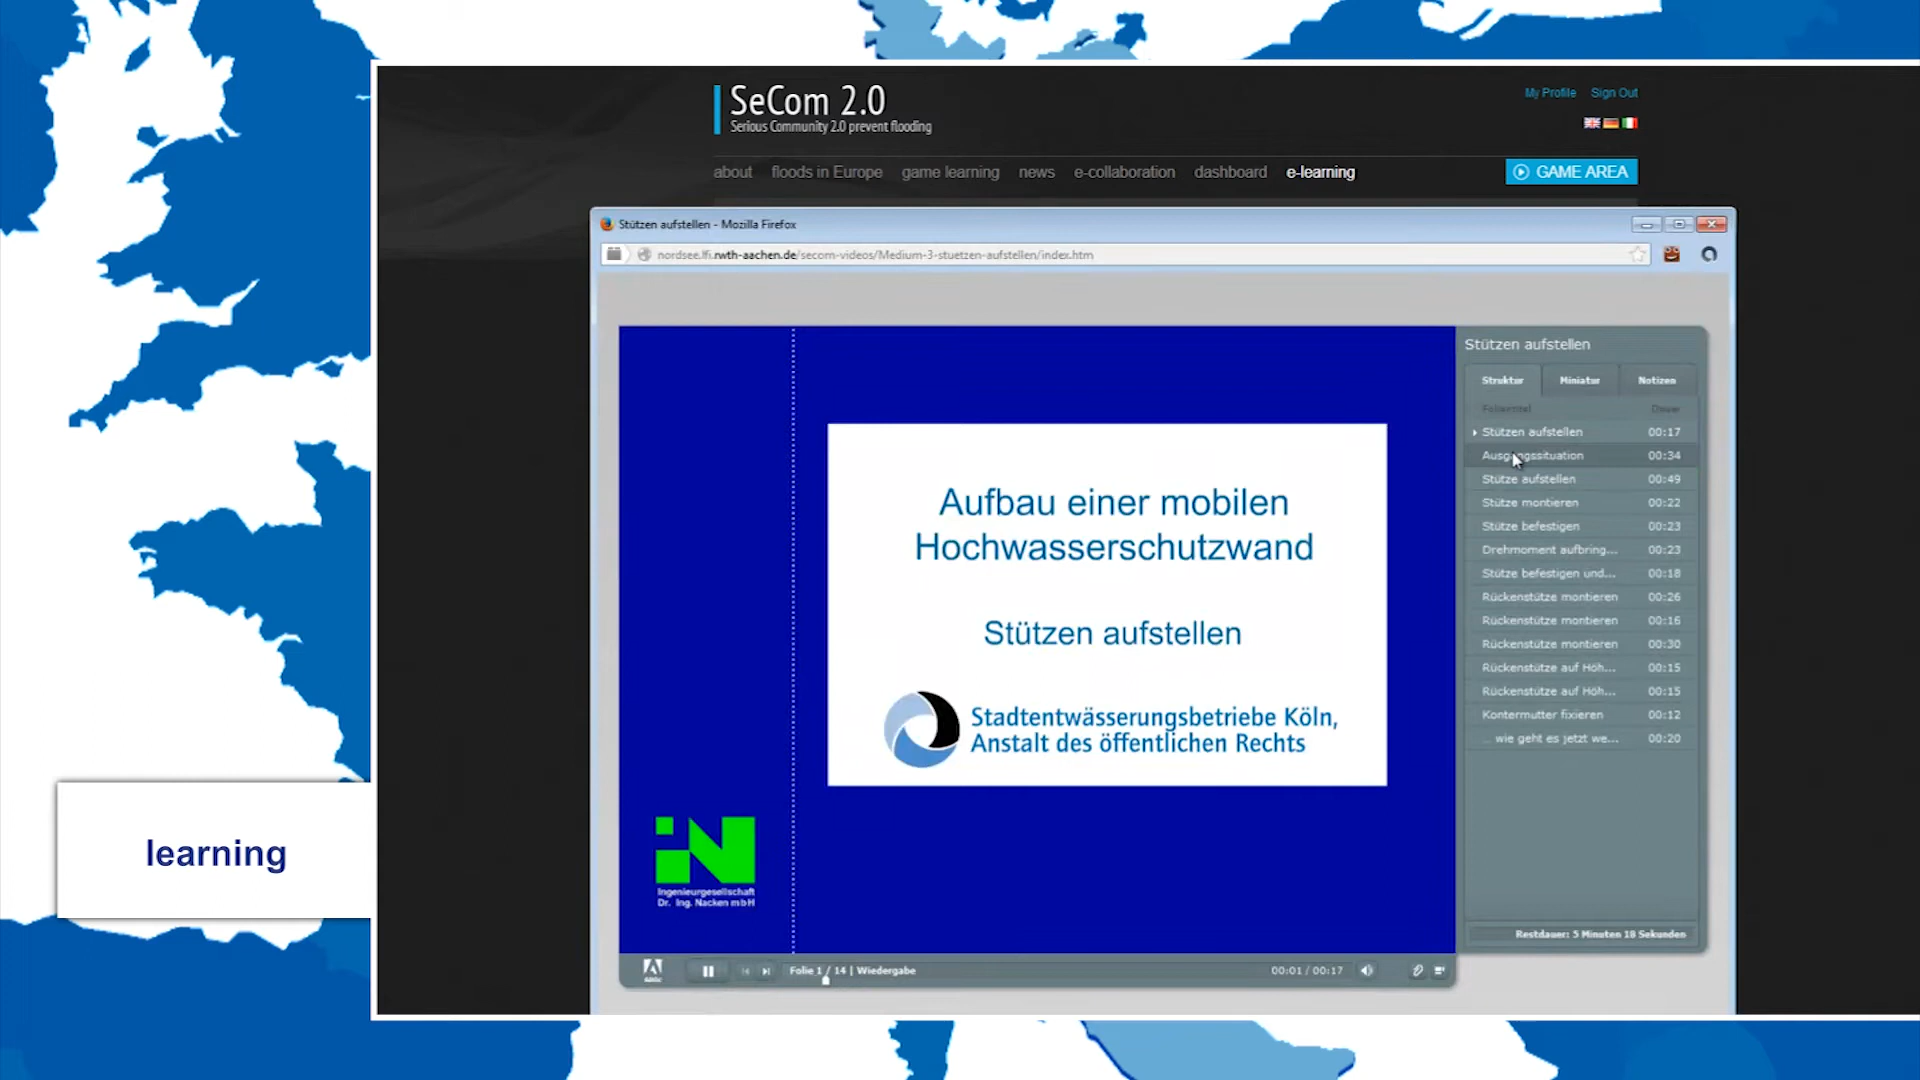 SeCom 2.0
Serious Community 2.0 prevent flooding
My Profile Sign Out
about floods in Europe game learning news e-collaboration dashboard e-learning
GAME AREA
Stützen aufstellen - Mozilla Firefox
nordsee.lfi.rwth-aachen.de/secom-videos/Medium-3-stuetzen-aufstellen/index.htm
Aufbau einer mobilen
Hochwasserschutzwand
Stützen aufstellen
Stadtentwässerungsbetriebe Köln,
Anstalt des öffentlichen Rechts
iN
Ingenieurgesellschaft
Dr. Ing. Nacken mbH
Stützen aufstellen
Struktur Miniatur Notizen
Folientitel Dauer
Stützen aufstellen 00:17
Ausgangssituation 00:34
Stütze aufstellen 00:49
Stütze montieren 00:22
Stütze befestigen 00:23
Drehmoment aufbring... 00:23
Stütze befestigen und... 00:18
Rückenstütze montieren 00:26
Rückenstütze montieren 00:16
Rückenstütze montieren 00:30
Rückenstütze auf Höh... 00:15
Rückenstütze auf Höh... 00:15
Kontermutter fixieren 00:12
... wie geht es jetzt we... 00:20
Restdauer: 5 Minuten 18 Sekunden
Folie 1 / 14 | Wiedergabe
00:01 / 00:17
learning